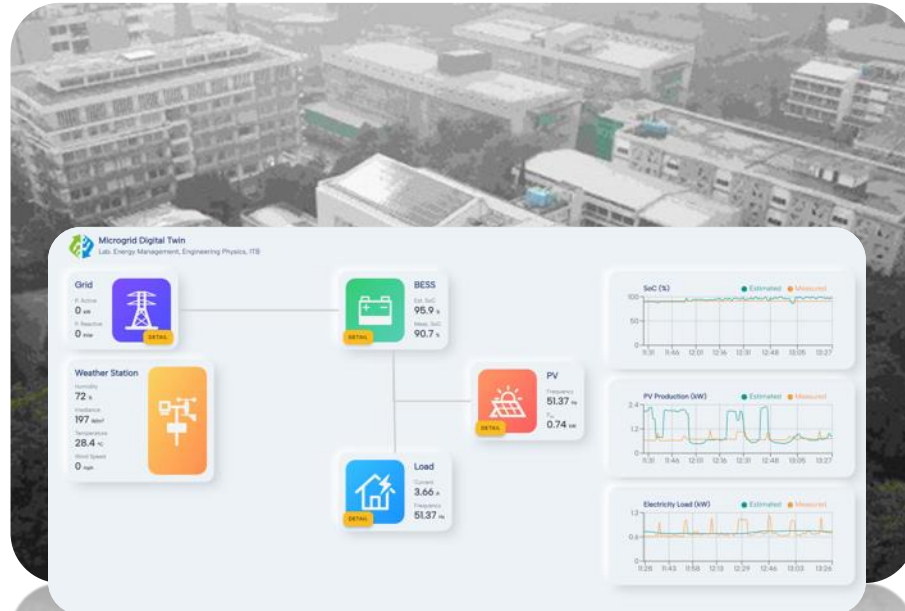 Microgrid Digital Twin
Lab. Energy Management, Engineering Physics, ITB
Grid
P. Active
0 kW
P. Reactive
0
DETAIL
BESS
Est. SoC
95.9 %
Meas. SoC
90.7 %
DETAIL
Weather Station
Humidity
72 %
Irradiance
197 W/m²
Temperature
28.4 °C
Wind Speed
0 mph
PV
Frequency
51.37 Hz
0.74 kW
DETAIL
Load
Current
3.66 A
Frequency
51.37 Hz
DETAIL
SoC (%)
Estimated Measured
100
50
0
11:31 11:46 12:01 12:16 12:31 12:48 13:05 13:27
PV Production (kW)
Estimated Measured
2.4
1.2
0
11:31 11:46 12:01 12:16 12:31 12:48 13:05 13:27
Electricity Load (kW)
Estimated Measured
1.2
0.6
0
11:28 11:43 11:58 12:13 12:29 12:46 13:03 13:26